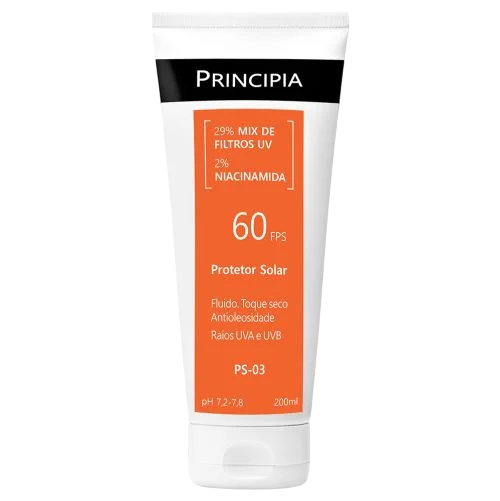 PRINCIPIA
29% MIX DE
FILTROS UV
2%
NIACINAMIDA
60 FPS
Protetor Solar
Fluido. Toque seco
Antioleosidade
Raios UVA e UVB
PS-03
pH 7,2-7,8 200ml